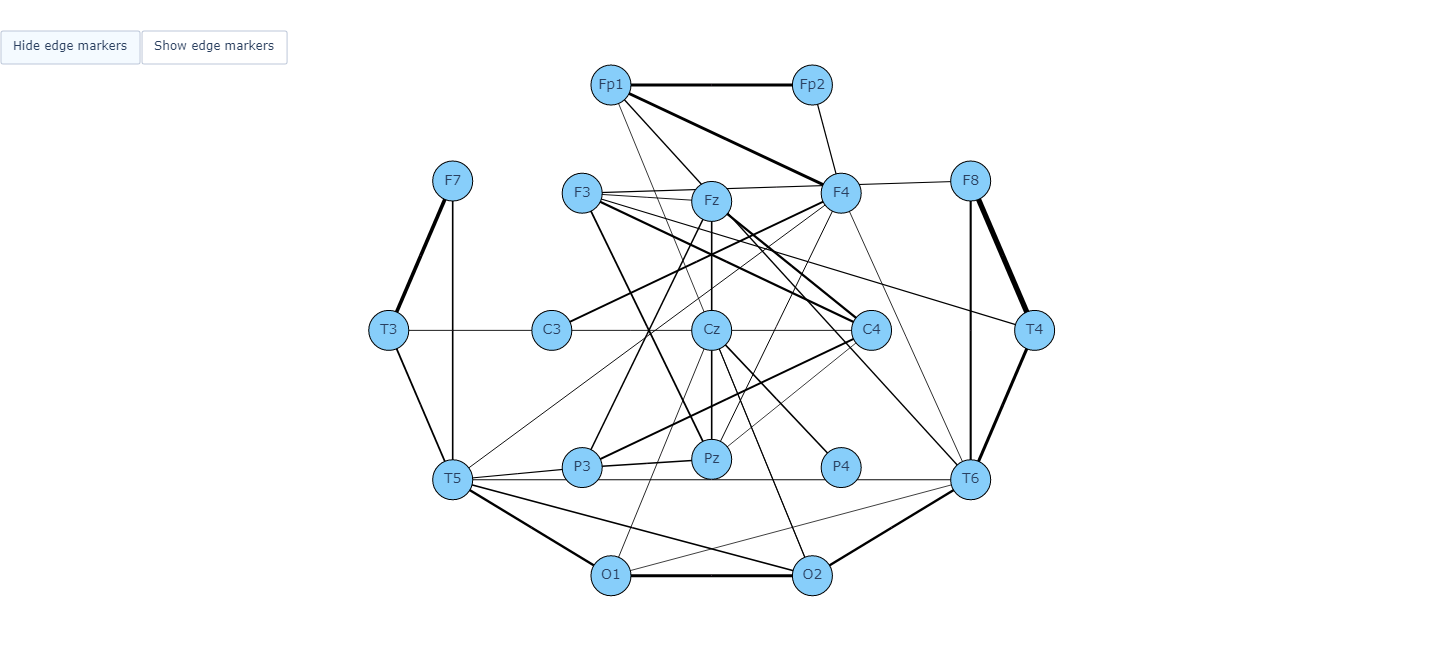 Hide edge markers
Show edge markers
Fp1
Fp2
F7
F3
Fz
F4
F8
T3
C3
Cz
C4
T4
T5
P3
Pz
P4
T6
O1
O2